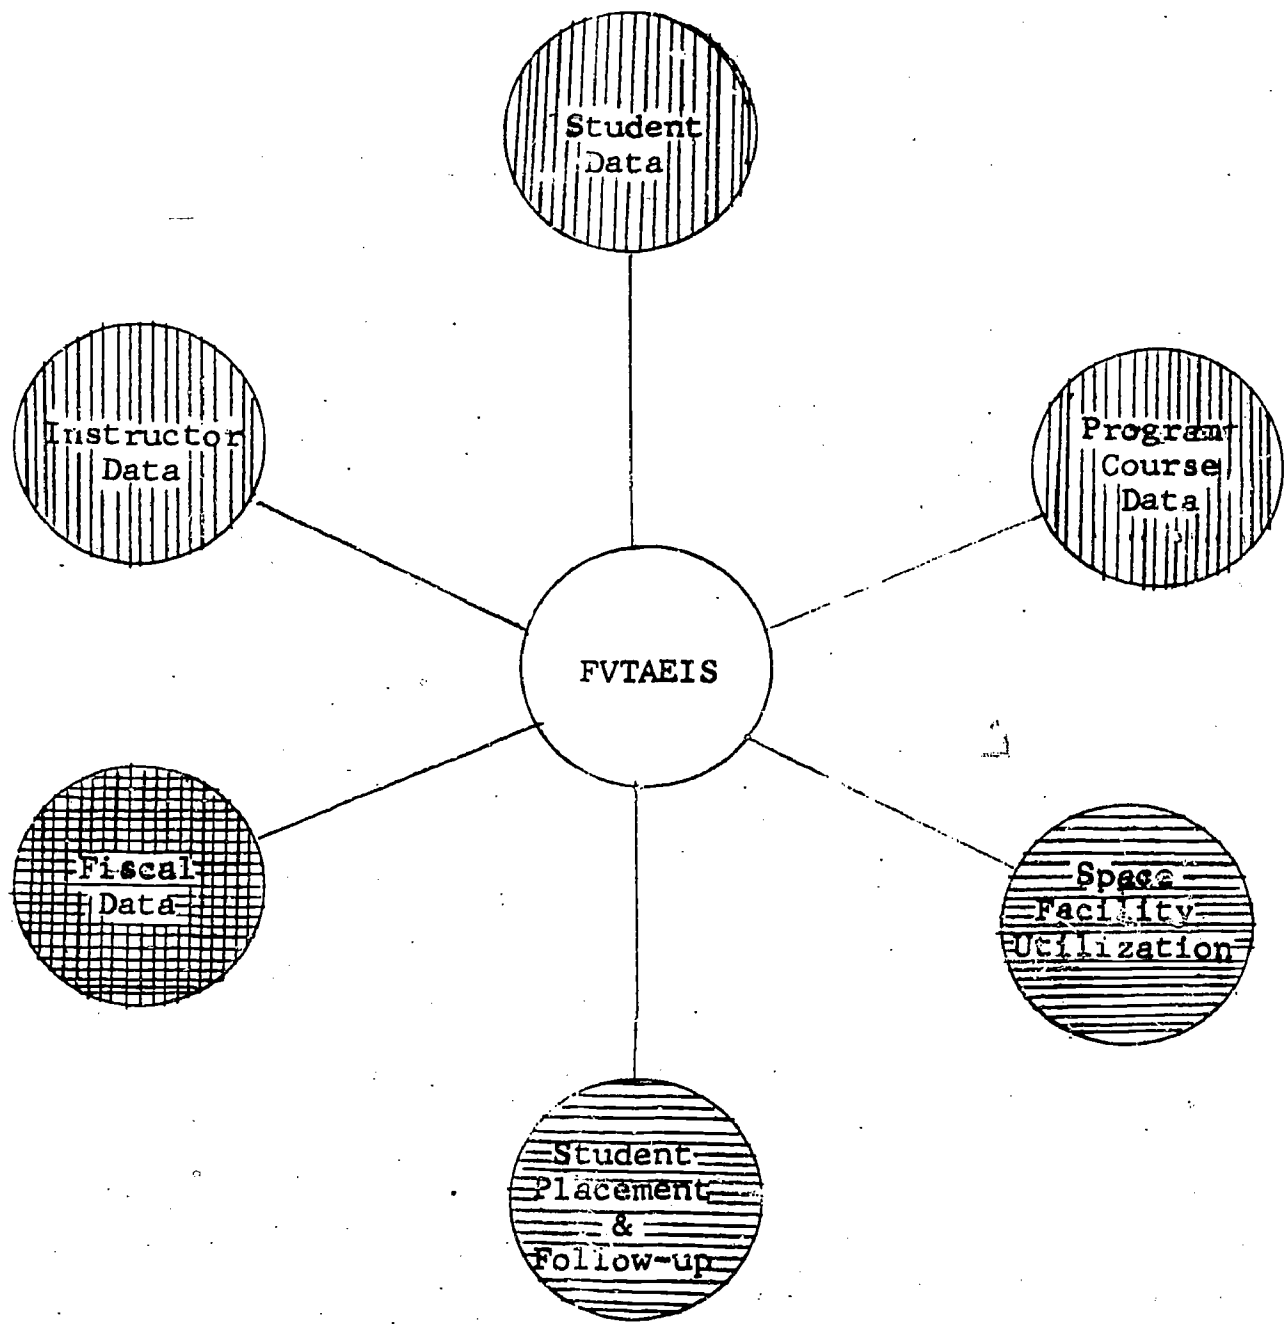 Student
Data
Instructor
Data
Program
Course
Data
FVTAEIS
Fiscal
Data
Space
Facility
Utilization
Student
Placement
&
Follow-up